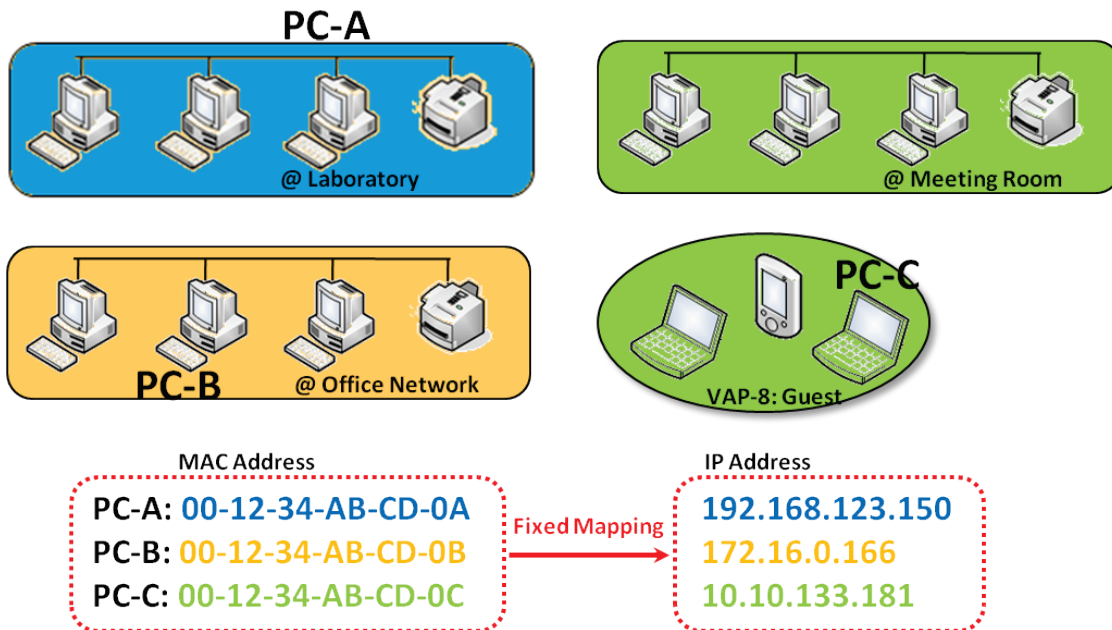 PC-A
@ Laboratory
@ Meeting Room
PC-B
@ Office Network
PC-C
VAP-8: Guest
MAC Address
PC-A: 00-12-34-AB-CD-0A
PC-B: 00-12-34-AB-CD-0B
PC-C: 00-12-34-AB-CD-0C
Fixed Mapping
IP Address
192.168.123.150
172.16.0.166
10.10.133.181